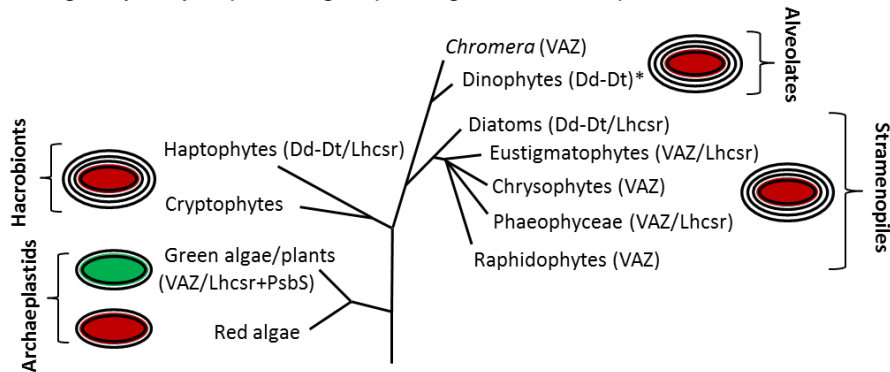 Chromera (VAZ)
Dinophytes (Dd-Dt)*
Alveolates
Diatoms (Dd-Dt/Lhcsr)
Eustigmatophytes (VAZ/Lhcsr)
Chrysophytes (VAZ)
Phaeophyceae (VAZ/Lhcsr)
Raphidophytes (VAZ)
Stramenopiles
Hacrobionts
Haptophytes (Dd-Dt/Lhcsr)
Cryptophytes
Archaeplastids
Green algae/plants
(VAZ/Lhcsr+PsbS)
Red algae